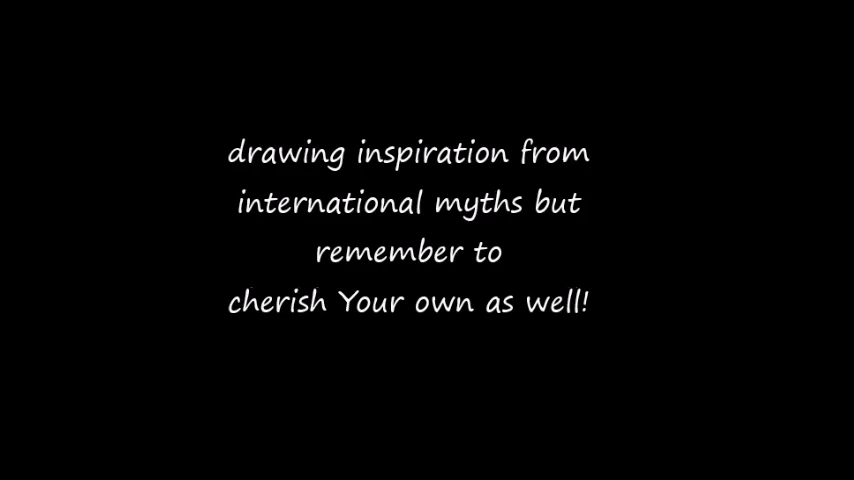 drawing inspiration from
international myths but
remember to
cherish Your own as well!